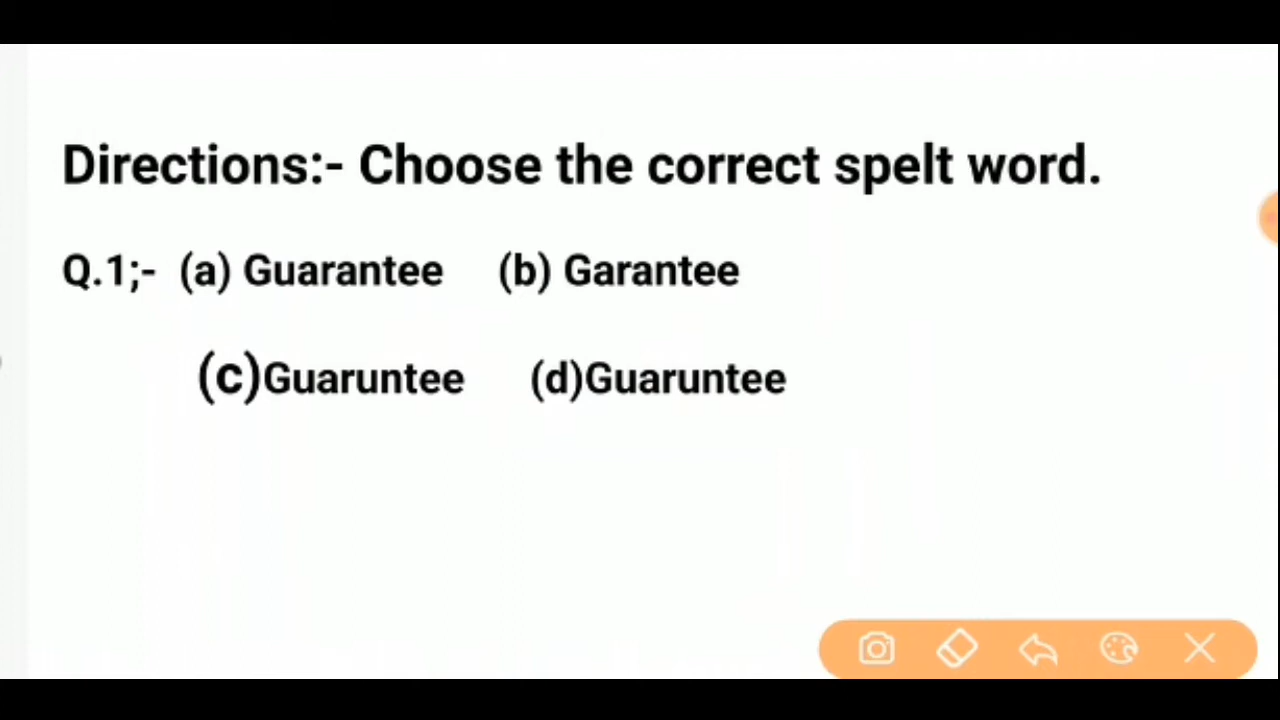 Directions:- Choose the correct spelt word.
Q.1;- (a) Guarantee (b) Garantee
(c)Guaruntee (d)Guaruntee